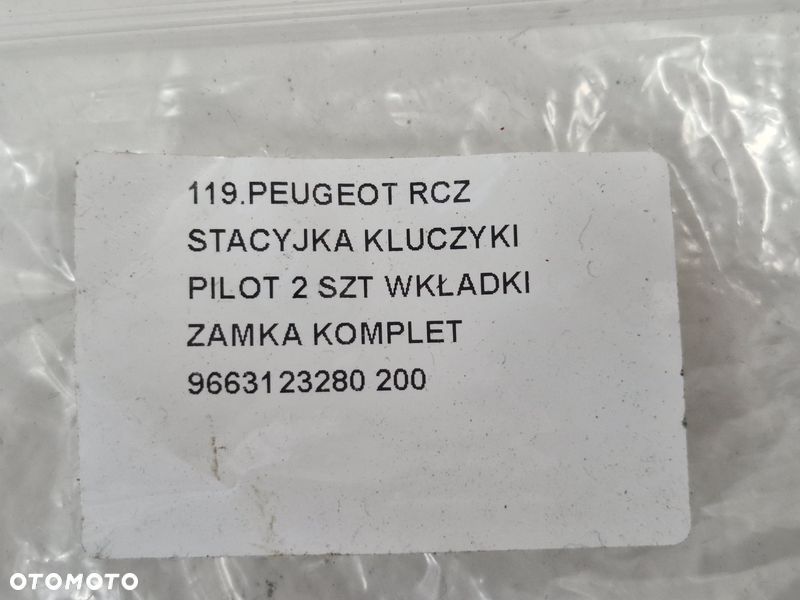 119.PEUGEOT RCZ
STACYJKA KLUCZYKI
PILOT 2 SZT WKŁADKI
ZAMKA KOMPLET
9663123280 200
OTOMOTO